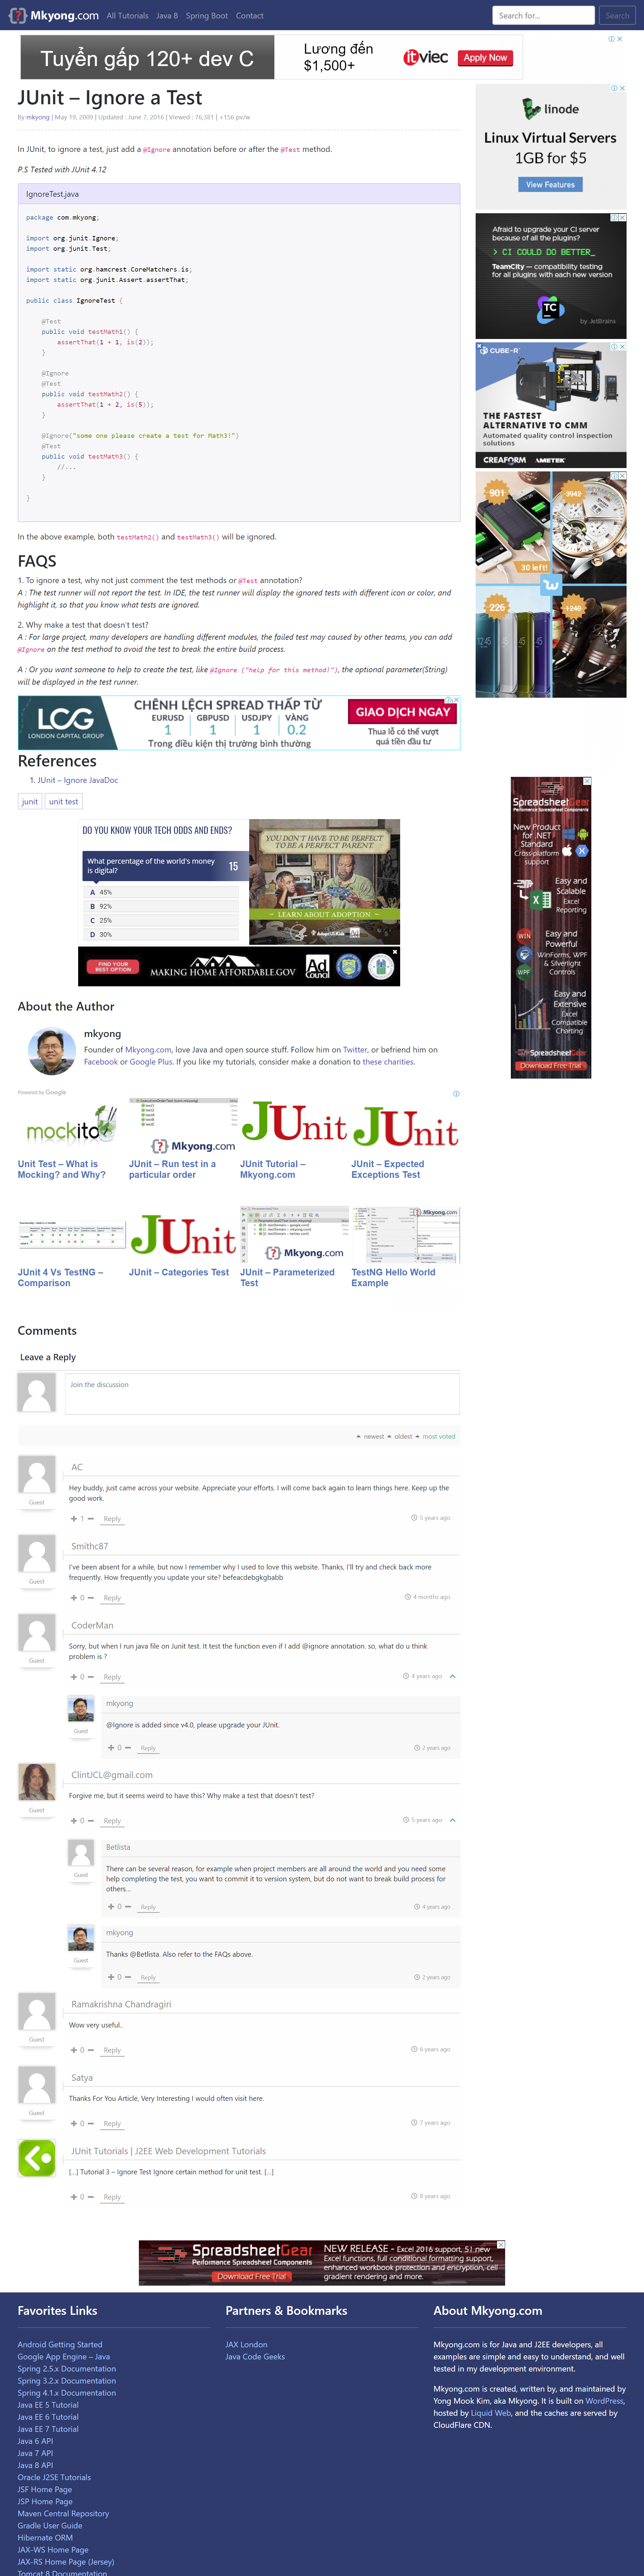 Mkyong.com All Tutorials Java 8 Spring Boot Contact Search for... Search
Tuyển gấp 120+ dev C
Lương đến
$1,500+
itviec
Apply Now
JUnit – Ignore a Test
By mkyong | May 19, 2009 | Updated : June 7, 2016 | Viewed : 76,381 | +156 pv/w
In JUnit, to ignore a test, just add a @Ignore annotation before or after the @Test method.
P.S Tested with JUnit 4.12
IgnoreTest.java
package com.mkyong;
import org.junit.Ignore;
import org.junit.Test;
import static org.hamcrest.CoreMatchers.is;
import static org.junit.Assert.assertThat;
public class IgnoreTest {
@Test
public void testMath1() {
assertThat(1 + 1, is(2));
}
@Ignore
@Test
public void testMath2() {
assertThat(1 + 2, is(5));
}
@Ignore("some one please create a test for Math3!")
@Test
public void testMath3() {
//...
}
}
In the above example, both testMath2() and testMath3() will be ignored.
FAQS
1. To ignore a test, why not just comment the test methods or @Test annotation?
A : The test runner will not report the test. In IDE, the test runner will display the ignored tests with different icon or color, and
highlight it, so that you know what tests are ignored.
2. Why make a test that doesn't test?
A : For large project, many developers are handling different modules, the failed test may caused by other teams, you can add
@Ignore on the test method to avoid the test to break the entire build process.
A : Or you want someone to help to create the test, like @Ignore ("help for this method!"), the optional parameter(String)
will be displayed in the test runner.
LCG
LONDON CAPITAL GROUP
CHÊNH LỆCH SPREAD THẤP TỪ
EURUSD GBPUSD USDJPY VÀNG
1 1 1 0.2
Trong điều kiện thị trường bình thường
GIAO DỊCH NGAY
Thua lỗ có thể vượt
quá tiền đầu tư
References
1. JUnit – Ignore JavaDoc
junit unit test
DO YOU KNOW YOUR TECH ODDS AND ENDS?
What percentage of the world's money
is digital?
15
A 45%
B 92%
C 25%
D 30%
YOU DON'T HAVE TO BE PERFECT
TO BE A PERFECT PARENT.
LEARN ABOUT ADOPTION
AdoptUSKids
FIND YOUR
BEST OPTION
MAKING HOME AFFORDABLE.GOV
Ad
Council
About the Author
mkyong
Founder of Mkyong.com, love Java and open source stuff. Follow him on Twitter, or befriend him on
Facebook or Google Plus. If you like my tutorials, consider make a donation to these charities.
Powered by Google
mockito
Mkyong.com
JUnit
JUnit
Unit Test – What is
Mocking? and Why?
JUnit – Run test in a
particular order
JUnit Tutorial –
Mkyong.com
JUnit – Expected
Exceptions Test
JUnit
Mkyong.com
Mkyong.com
JUnit 4 Vs TestNG –
Comparison
JUnit – Categories Test
JUnit – Parameterized
Test
TestNG Hello World
Example
Comments
Leave a Reply
Join the discussion
newest oldest most voted
AC
Guest
Hey buddy, just came across your website. Appreciate your efforts. I will come back again to learn things here. Keep up the
good work.
1 Reply 5 years ago
Smithc87
Guest
I've been absent for a while, but now I remember why I used to love this website. Thanks, I'll try and check back more
frequently. How frequently you update your site? befeacdebgkgbabb
0 Reply 4 months ago
CoderMan
Guest
Sorry, but when I run java file on Junit test. It test the function even if I add @ignore annotation. so, what do u think
problem is ?
0 Reply 4 years ago
mkyong
Guest
@Ignore is added since v4.0, please upgrade your JUnit.
0 Reply 2 years ago
ClintJCL@gmail.com
Guest
Forgive me, but it seems weird to have this? Why make a test that doesn't test?
0 Reply 5 years ago
Betlista
Guest
There can be several reason, for example when project members are all around the world and you need some
help completing the test, you want to commit it to version system, but do not want to break build process for
others…
0 Reply 4 years ago
mkyong
Guest
Thanks @Betlista. Also refer to the FAQs above.
0 Reply 2 years ago
Ramakrishna Chandragiri
Guest
Wow very useful..
0 Reply 6 years ago
Satya
Guest
Thanks For You Article, Very Interesting I would often visit here.
0 Reply 7 years ago
JUnit Tutorials | J2EE Web Development Tutorials
[…] Tutorial 3 – Ignore Test Ignore certain method for unit test. […]
0 Reply 8 years ago
linode
Linux Virtual Servers
1GB for $5
View Features
Afraid to upgrade your CI server
because of all the plugins?
> CI COULD DO BETTER_
TeamCity — compatibility testing
for all plugins with each new version
TC
by JetBrains
CUBE-R
THE FASTEST
ALTERNATIVE TO CMM
Automated quality control inspection
solutions
CREAFORM AMETEK
901
3942
30 left!
226
1240
SpreadsheetGear
Performance Spreadsheet Components
New Product
for .NET
Standard
Cross-platform
support
Easy and
Scalable
Excel
Reporting
WIN
WPF
Easy and
Powerful
WinForms, WPF
& Silverlight
Controls
Easy and
Extensive
Excel
Compatible
Charting
SpreadsheetGear
Download Free Trial
SpreadsheetGear
Performance Spreadsheet Components
Download Free Trial
NEW RELEASE - Excel 2016 support, 51 new
Excel functions, full conditional formatting support,
enhanced workbook protection and encryption, cell
gradient rendering and more.
Favorites Links
Android Getting Started
Google App Engine – Java
Spring 2.5.x Documentation
Spring 3.2.x Documentation
Spring 4.1.x Documentation
Java EE 5 Tutorial
Java EE 6 Tutorial
Java EE 7 Tutorial
Java 6 API
Java 7 API
Java 8 API
Oracle J2SE Tutorials
JSF Home Page
JSP Home Page
Maven Central Repository
Gradle User Guide
Hibernate ORM
JAX-WS Home Page
JAX-RS Home Page (Jersey)
Tomcat 8 Documentation
Partners & Bookmarks
JAX London
Java Code Geeks
About Mkyong.com
Mkyong.com is for Java and J2EE developers, all
examples are simple and easy to understand, and well
tested in my development environment.
Mkyong.com is created, written by, and maintained by
Yong Mook Kim, aka Mkyong. It is built on WordPress,
hosted by Liquid Web, and the caches are served by
CloudFlare CDN.